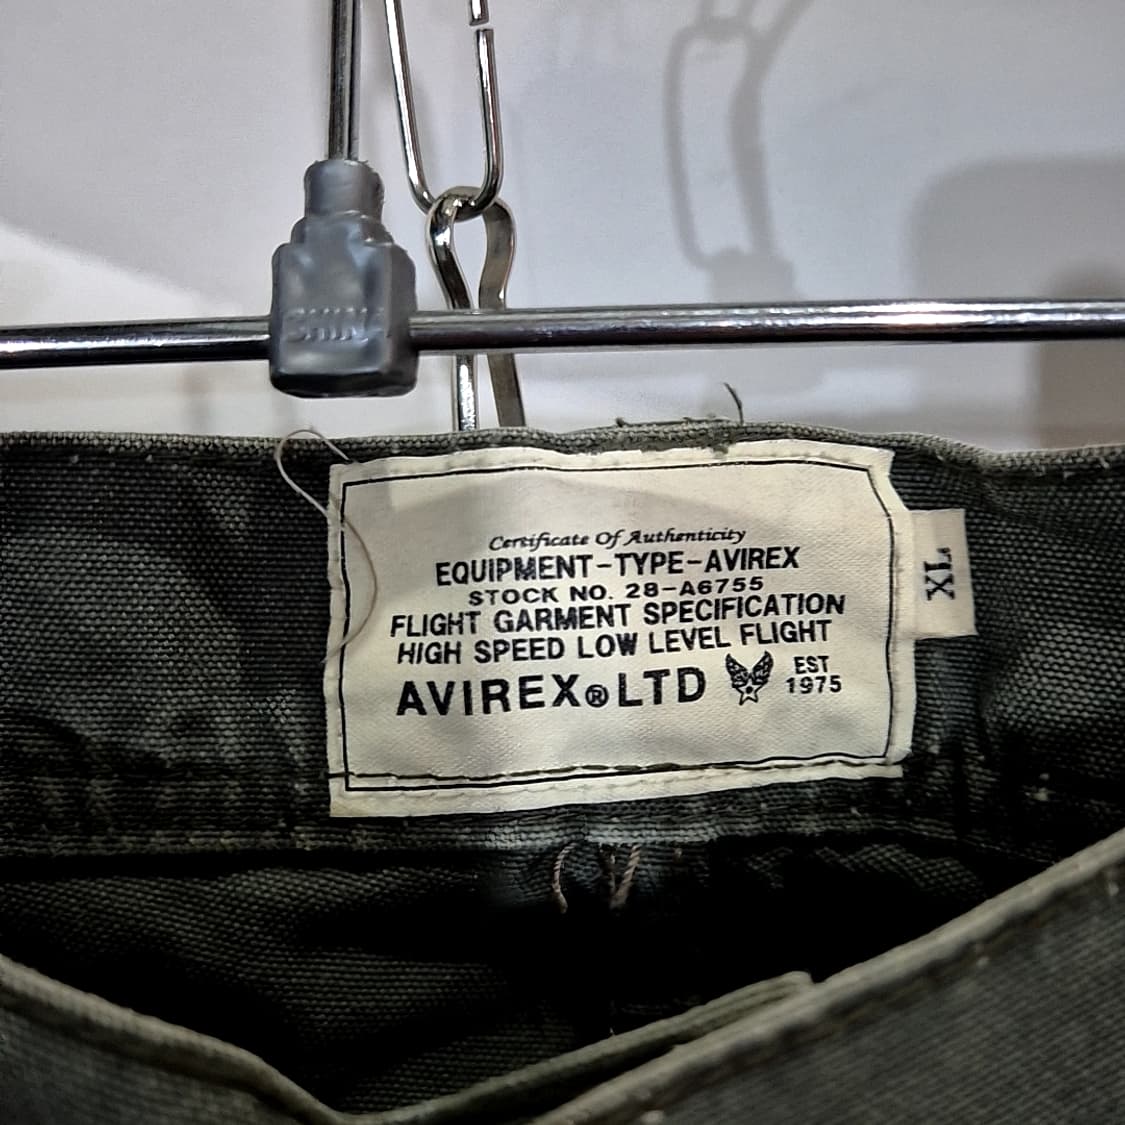 Certificate Of Authenticity
EQUIPMENT-TYPE-AVIREX
STOCK NO. 28-A6755
FLIGHT GARMENT SPECIFICATION
HIGH SPEED LOW LEVEL FLIGHT
AVIREX®LTD
EST
1975
XL